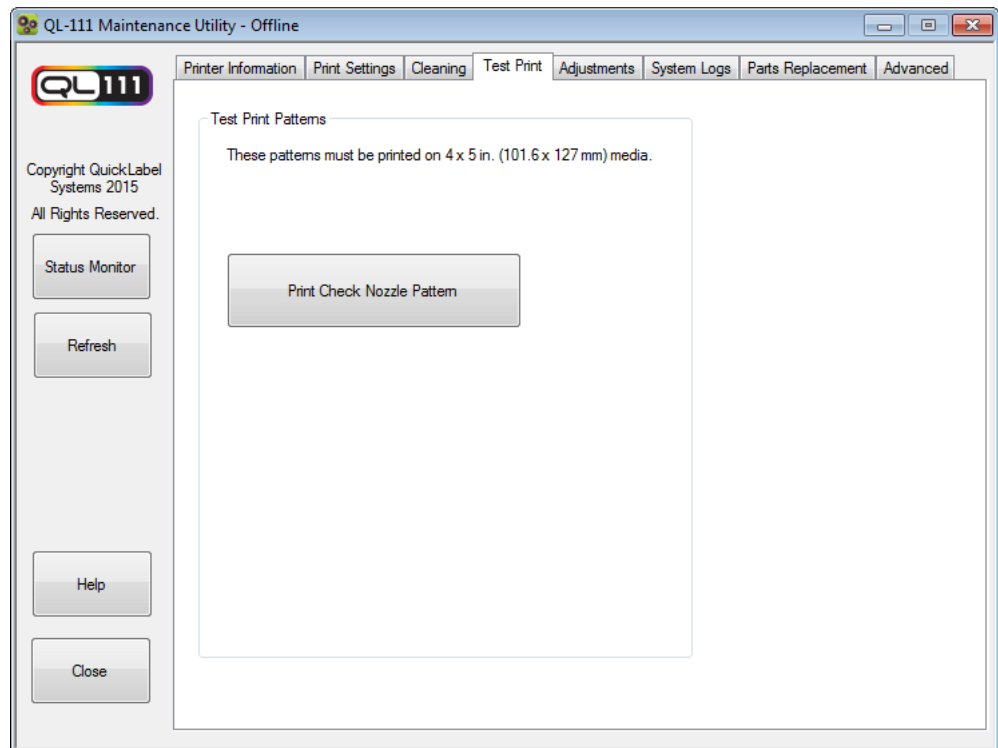 QL-111 Maintenance Utility - Offline
QL111
Printer Information Print Settings Cleaning Test Print Adjustments System Logs Parts Replacement Advanced
Test Print Patterns
These patterns must be printed on 4 x 5 in. (101.6 x 127 mm) media.
Copyright QuickLabel
Systems 2015
All Rights Reserved.
Status Monitor
Print Check Nozzle Pattern
Refresh
Help
Close